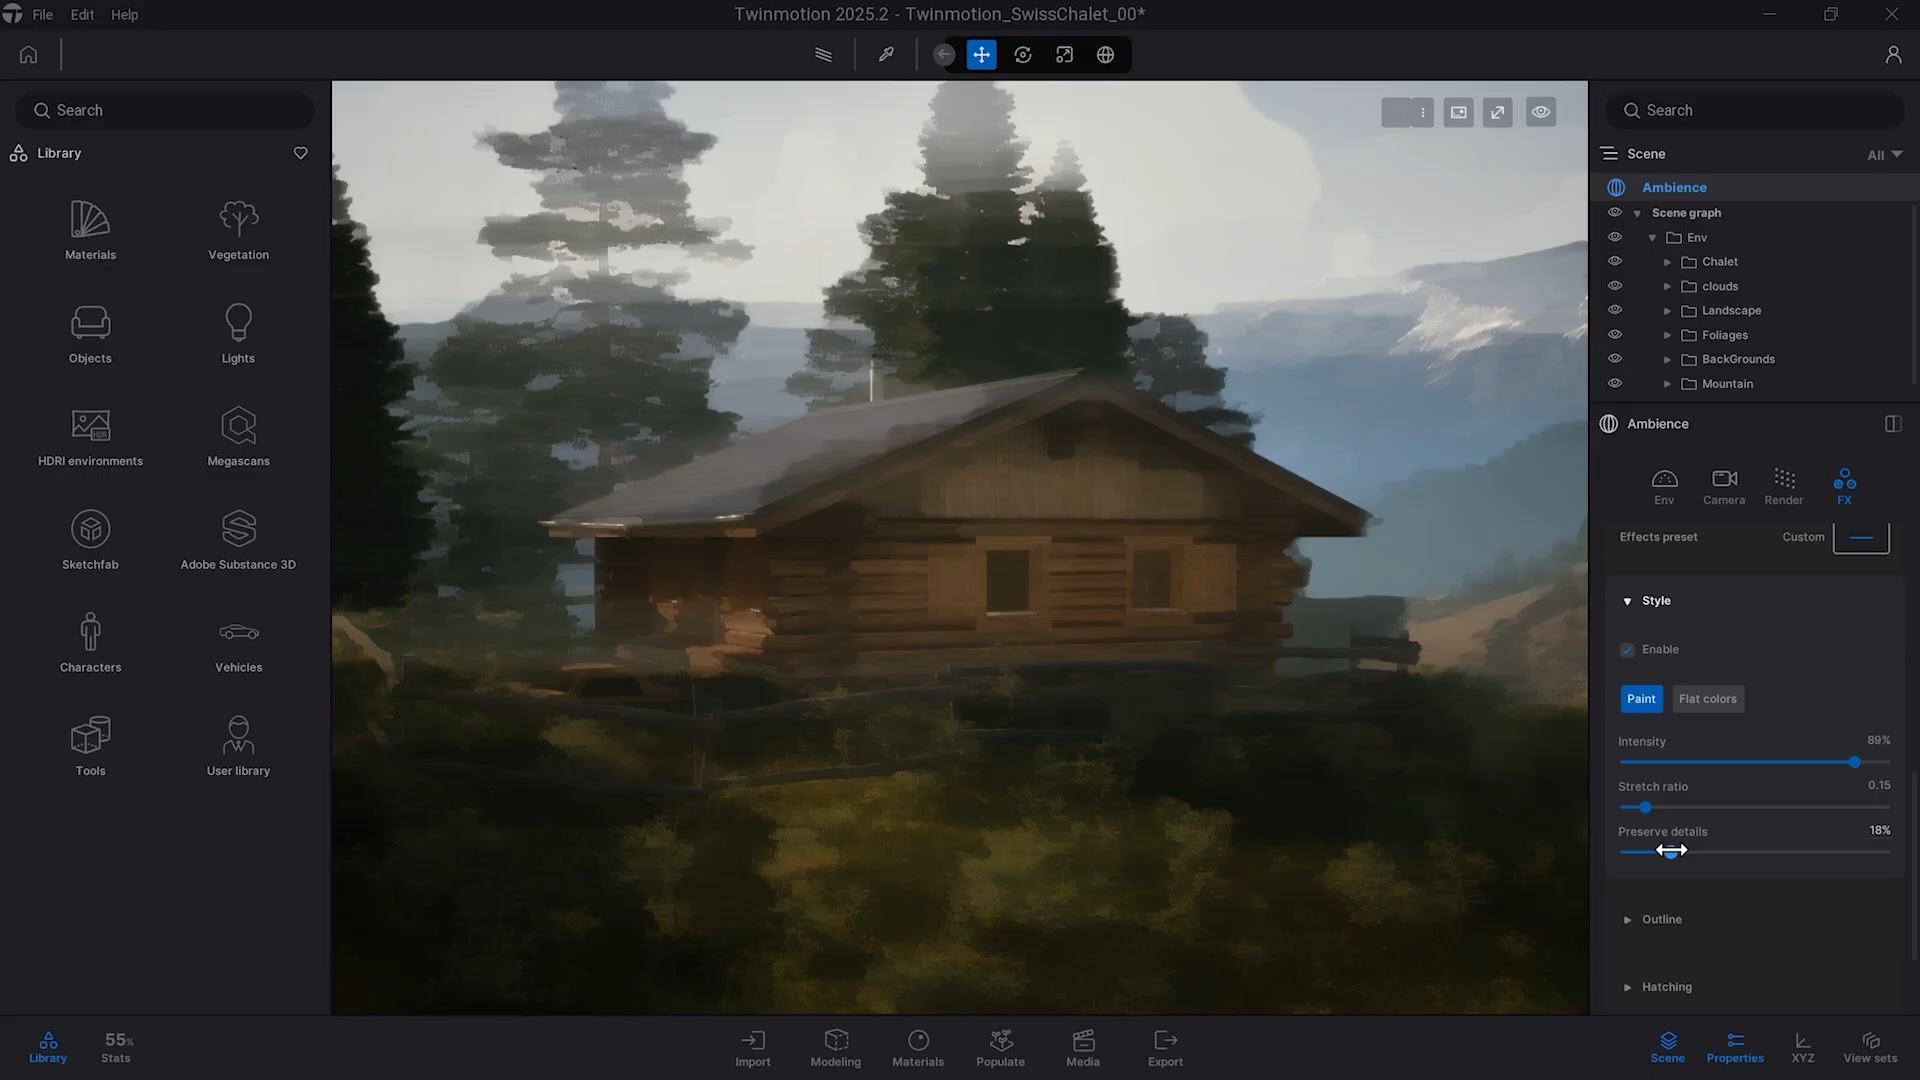 File Edit Help
Twinmotion 2025.2 - Twinmotion_SwissChalet_00*
Search
Library
Materials Vegetation
Objects Lights
HDR
HDRI environments Megascans
Sketchfab Adobe Substance 3D
Characters Vehicles
Tools User library
Search
Scene All
Ambience
Scene graph
Env
Chalet
clouds
Landscape
Foliages
BackGrounds
Mountain
Ambience
Env Camera Render FX
Effects preset Custom
Style
Enable
Paint Flat colors
Intensity 89%
Stretch ratio 0.15
Preserve details 18%
Outline
Hatching
55%
Library Stats Import Modeling Materials Populate Media Export Scene Properties XYZ View sets